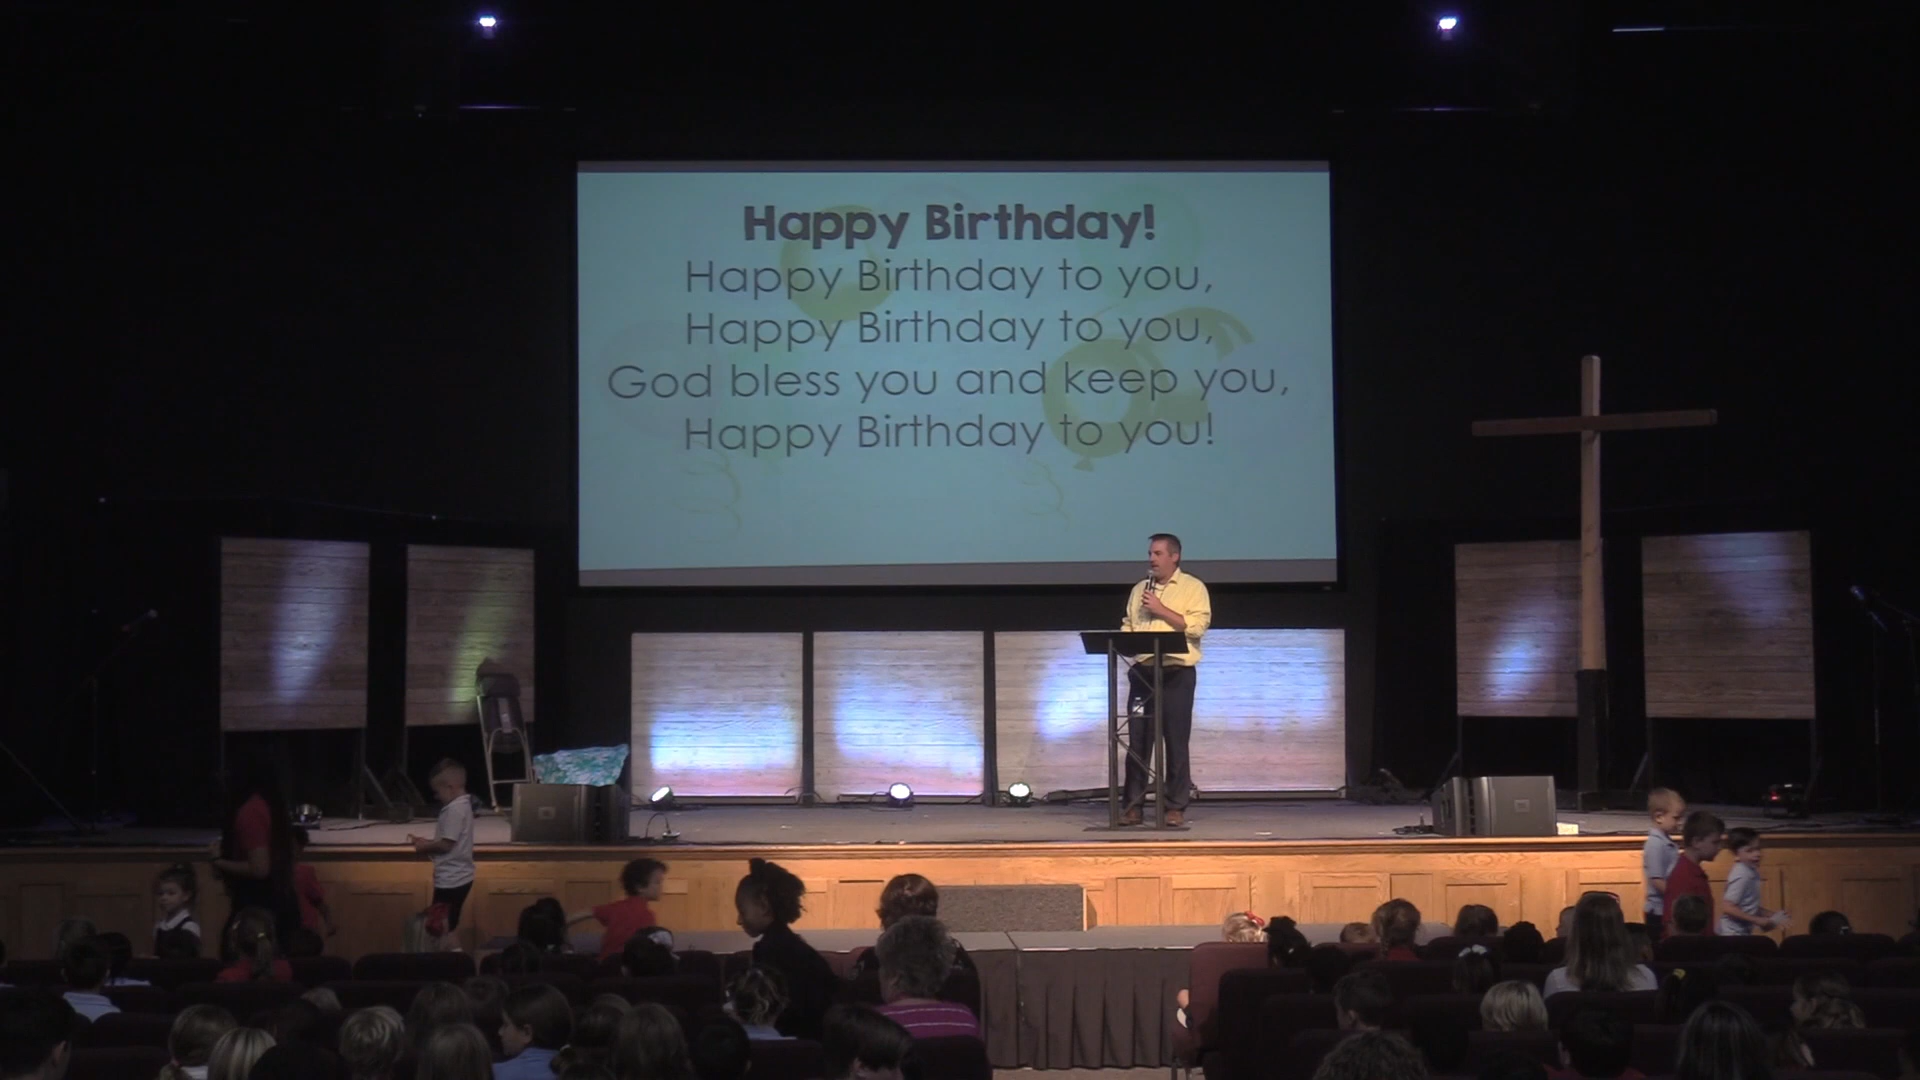 Happy Birthday!
Happy Birthday to you,
Happy Birthday to you,
God bless you and keep you,
Happy Birthday to you!